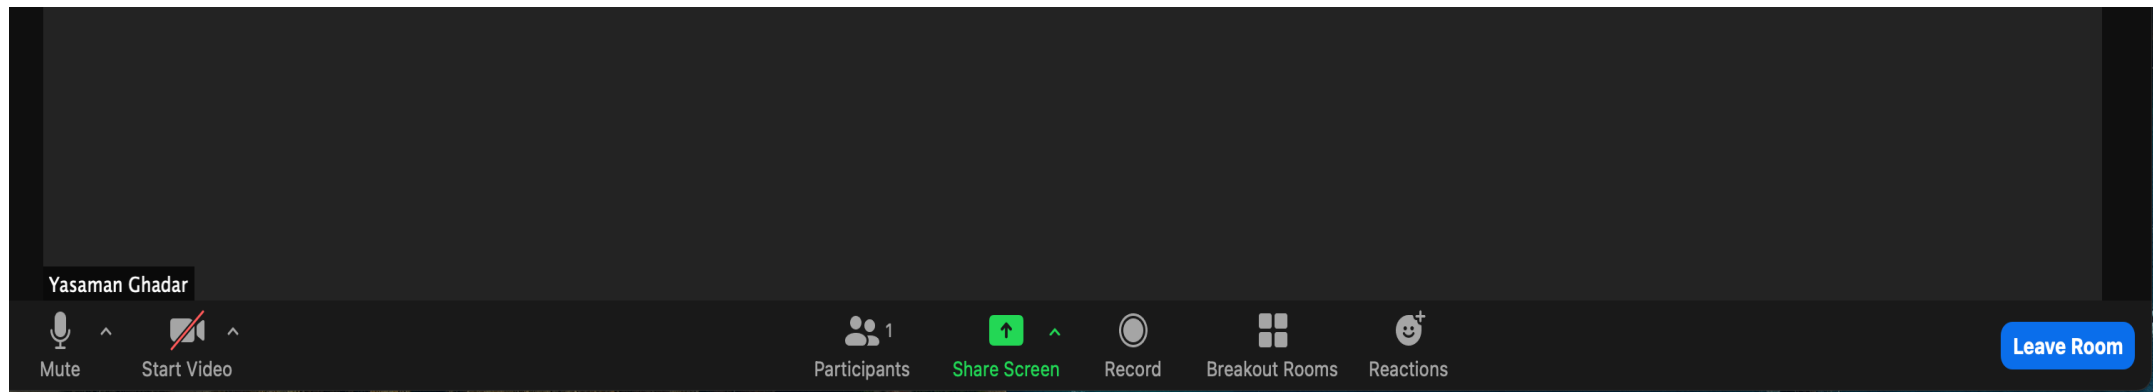 Yasaman Ghadar
1
Mute
Start Video
Participants
Share Screen
Record
Breakout Rooms
Reactions
Leave Room